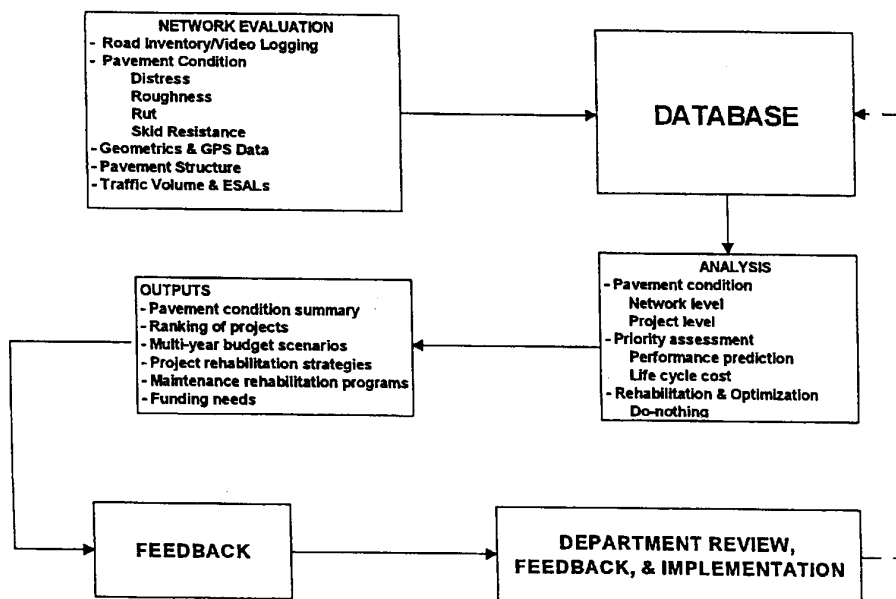 NETWORK EVALUATION
- Road Inventory/Video Logging
- Pavement Condition
Distress
Roughness
Rut
Skid Resistance
- Geometrics & GPS Data
- Pavement Structure
- Traffic Volume & ESALs
DATABASE
ANALYSIS
- Pavement condition
Network level
Project level
- Priority assessment
Performance prediction
Life cycle cost
- Rehabilitation & Optimization
Do-nothing
OUTPUTS
- Pavement condition summary
- Ranking of projects
- Multi-year budget scenarios
- Project rehabilitation strategies
- Maintenance rehabilitation programs
- Funding needs
FEEDBACK
DEPARTMENT REVIEW,
FEEDBACK, & IMPLEMENTATION